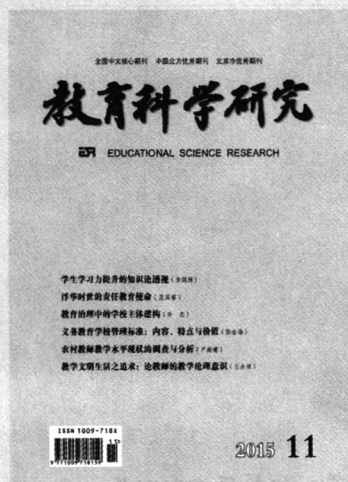 全国中文核心期刊 中国北方优秀期刊 北京市优秀期刊
教育科学研究
ESR EDUCATIONAL SCIENCE RESEARCH
学生学习力提升的知识论透视
浮华时世的责任教育使命
教育治理中的学校主体建构
义务教育学校管理标准：内容、特点与价值
农村教师教学水平现状的调查与分析
教学文明生活之追求：论教师的教学伦理意识
ISSN 1009-718X
2015 11